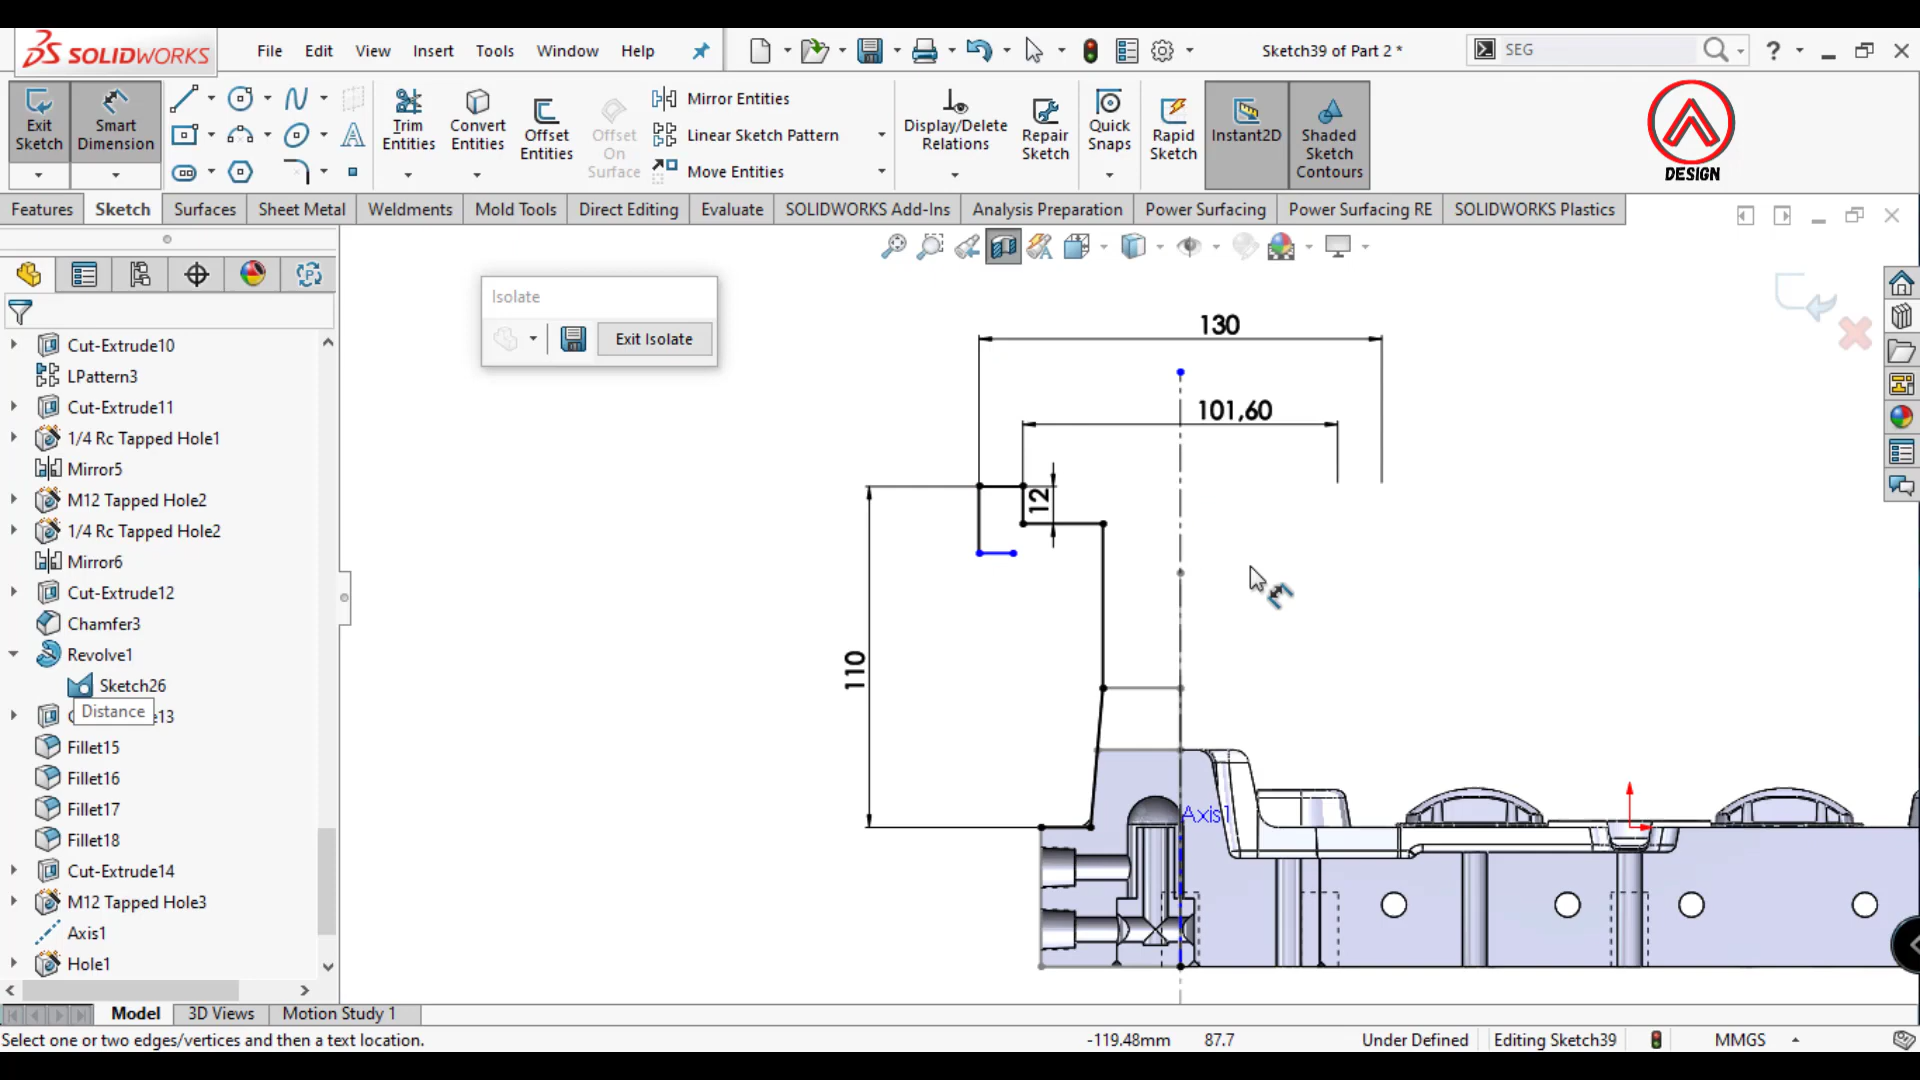 SOLIDWORKS File Edit View Insert Tools Window Help Sketch39 of Part 2 * SEG ?
Exit Sketch
Smart Dimension
Trim Entities
Convert Entities
Offset Entities
Offset On Surface
Mirror Entities
Linear Sketch Pattern
Move Entities
Display/Delete Relations
Repair Sketch
Quick Snaps
Rapid Sketch
Instant2D
Shaded Sketch Contours
DESIGN
Features Sketch Surfaces Sheet Metal Weldments Mold Tools Direct Editing Evaluate SOLIDWORKS Add-Ins Analysis Preparation Power Surfacing Power Surfacing RE SOLIDWORKS Plastics
Isolate
Exit Isolate
Cut-Extrude10
LPattern3
Cut-Extrude11
1/4 Rc Tapped Hole1
Mirror5
M12 Tapped Hole2
1/4 Rc Tapped Hole2
Mirror6
Cut-Extrude12
Chamfer3
Revolve1
Sketch26
Distance
13
Fillet15
Fillet16
Fillet17
Fillet18
Cut-Extrude14
M12 Tapped Hole3
Axis1
Hole1
130
101,60
12
110
Axis1
Model 3D Views Motion Study 1
Select one or two edges/vertices and then a text location. -119.48mm 87.7 Under Defined Editing Sketch39 MMGS